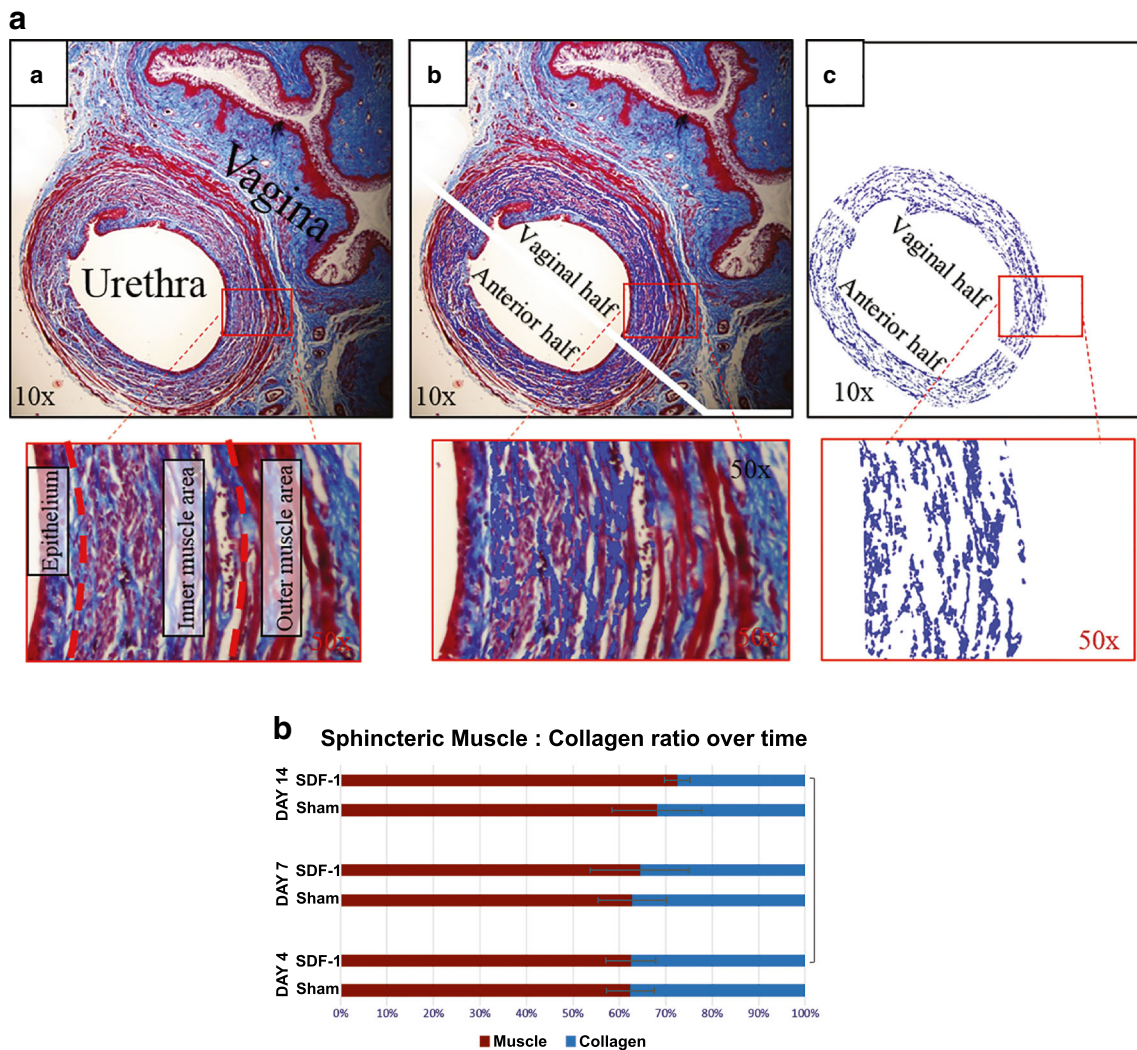 a
a
Vagina
Urethra
10x
b
Vaginal half
Anterior half
10x
c
Vaginal half
Anterior half
10x
Epithelium
Inner muscle area
Outer muscle area
50x
50x
50x
50x
b
Sphincteric Muscle : Collagen ratio over time
DAY 14
SDF-1
Sham
DAY 7
SDF-1
Sham
DAY 4
SDF-1
Sham
0% 10% 20% 30% 40% 50% 60% 70% 80% 90% 100%
Muscle Collagen